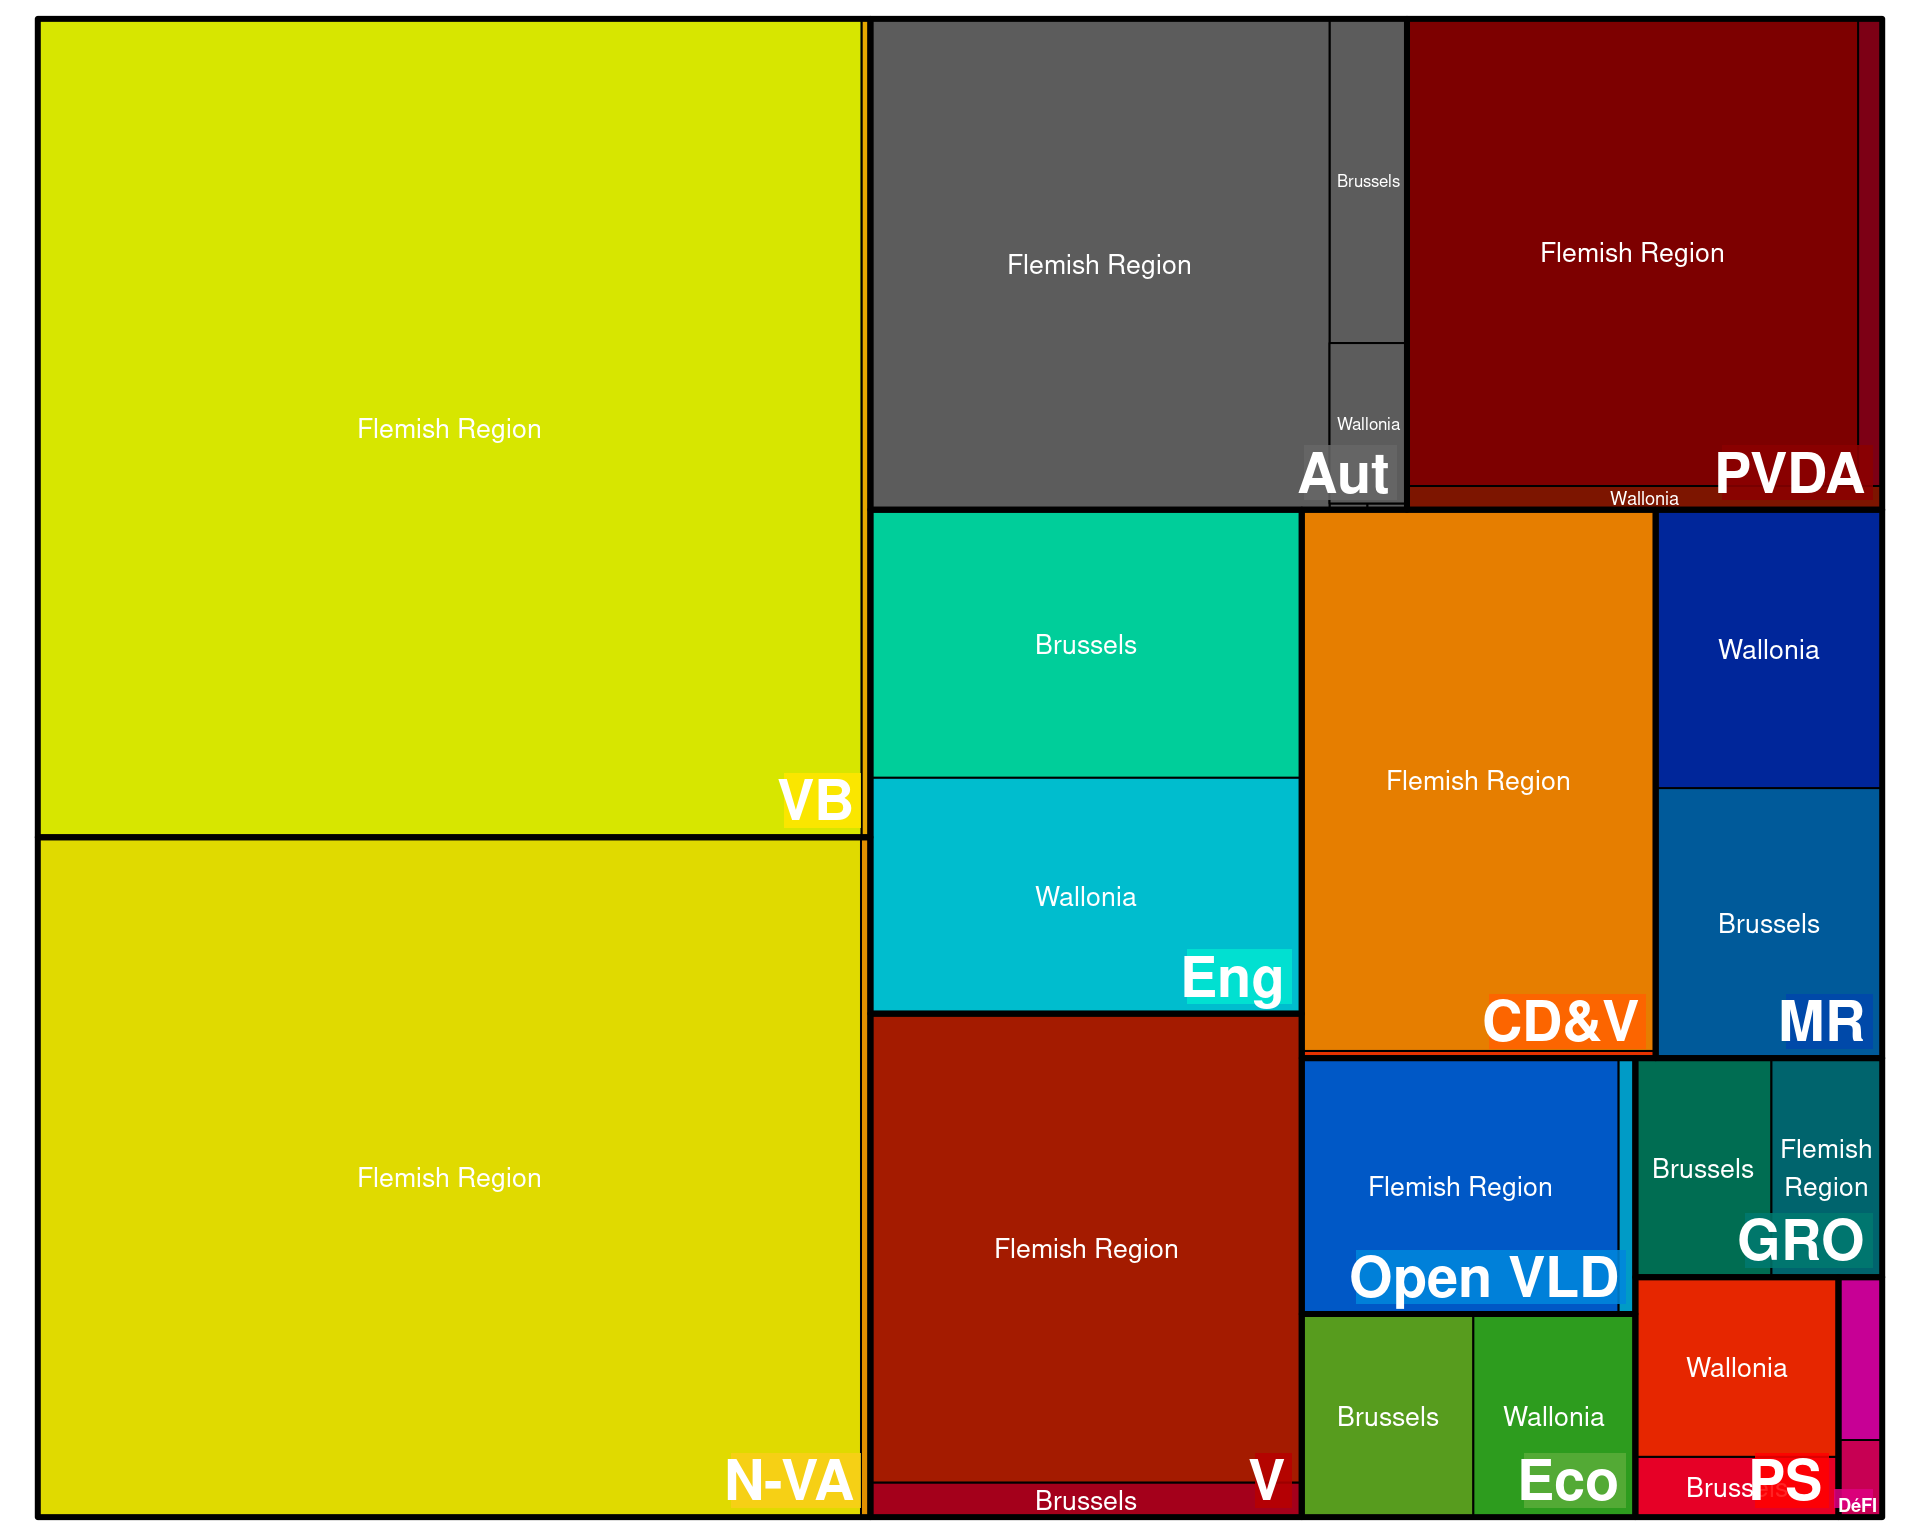 Flemish Region
VB
Flemish Region
N-VA
Flemish Region
Brussels
Wallonia
Aut
Flemish Region
Wallonia
PVDA
Brussels
Wallonia
Eng
Flemish Region
CD&V
Wallonia
Brussels
MR
Flemish Region
Brussels
V
Flemish Region
Open VLD
Brussels
Flemish
Region
GRO
Brussels
Wallonia
Eco
Wallonia
Brussels
PS
DéFI